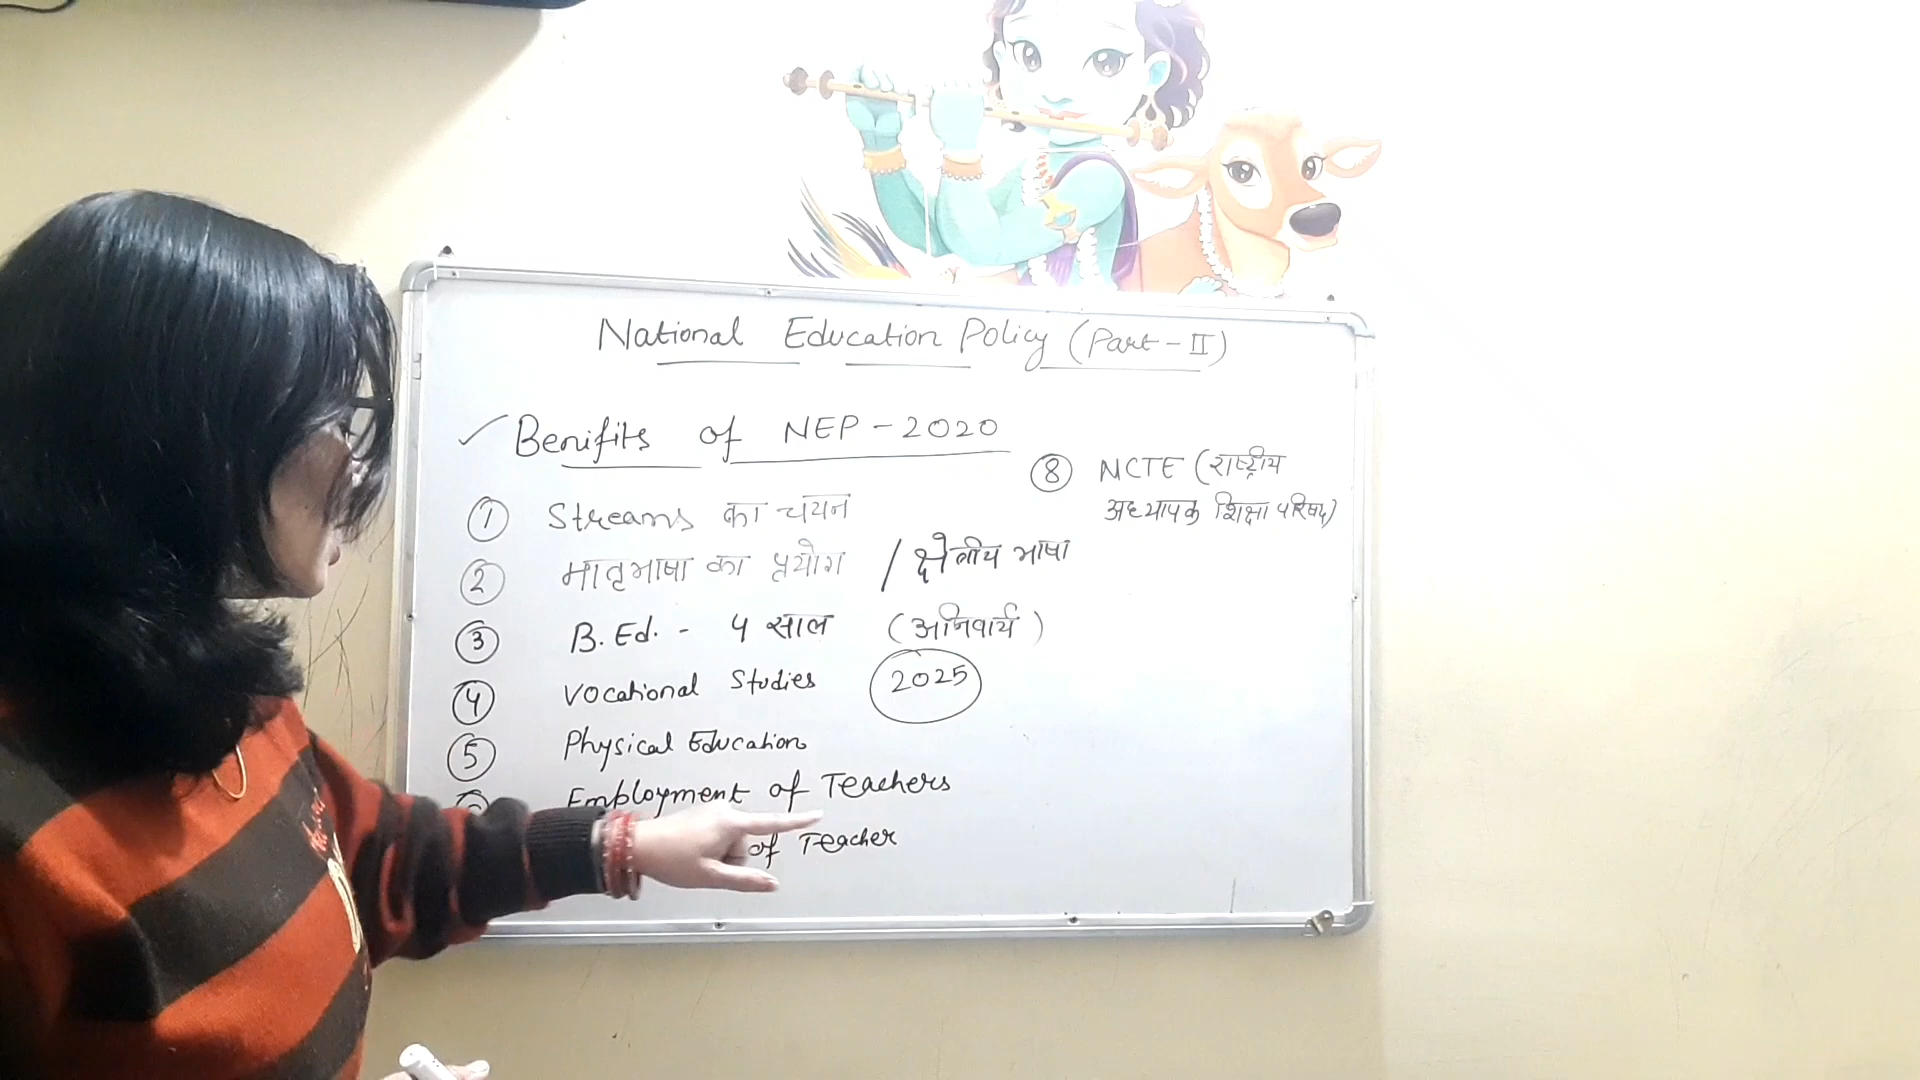 National Education Policy (Part-II)
✓ Benifits of NEP-2020
① Streams का चयन
② मातृभाषा का प्रयोग / क्षेत्रीय भाषा
③ B.Ed. - 4 साल (अनिवार्य)
④ Vocational Studies 2025
⑤ Physical Education
Employment of Teachers
of Teacher
⑧ NCTE (राष्ट्रीय
अध्यापक शिक्षा परिषद)